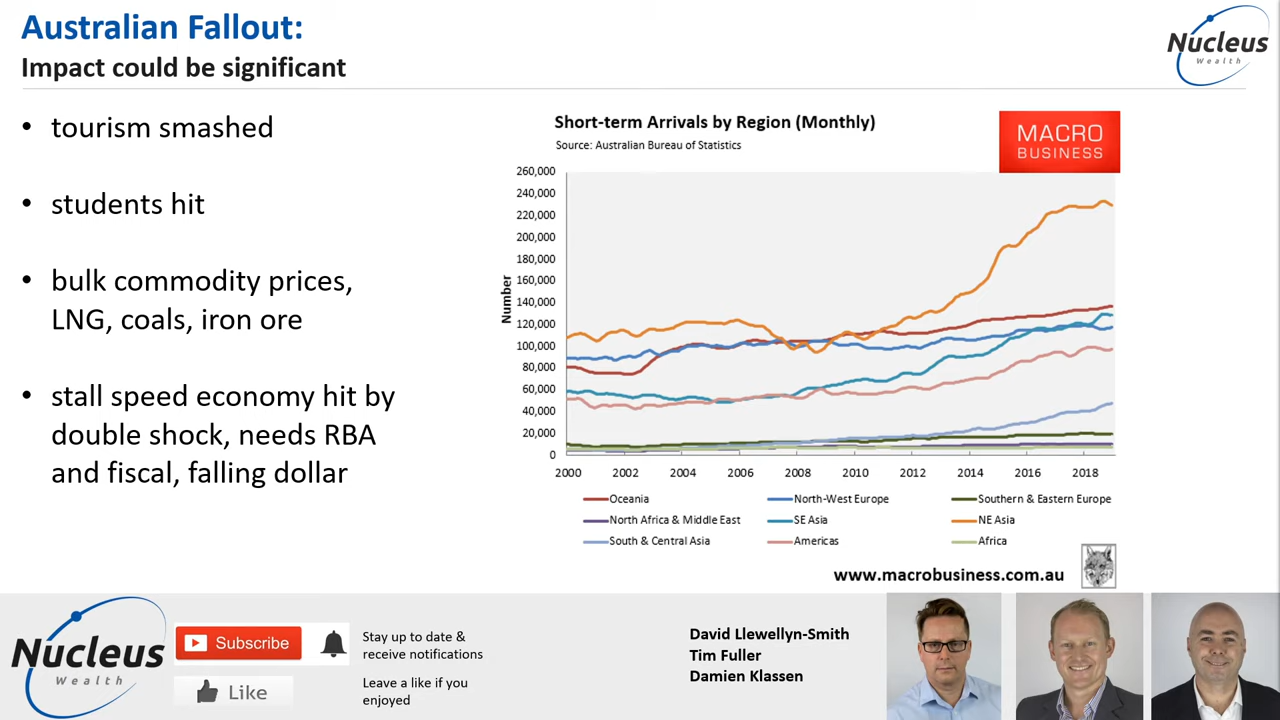 Australian Fallout:
Impact could be significant
Nucleus
Wealth
• tourism smashed
• students hit
• bulk commodity prices,
LNG, coals, iron ore
• stall speed economy hit by
double shock, needs RBA
and fiscal, falling dollar
Short-term Arrivals by Region (Monthly)
Source: Australian Bureau of Statistics
MACRO
BUSINESS
Number
260,000
240,000
220,000
200,000
180,000
160,000
140,000
120,000
100,000
80,000
60,000
40,000
20,000
0
2000 2002 2004 2006 2008 2010 2012 2014 2016 2018
Oceania North-West Europe Southern & Eastern Europe
North Africa & Middle East SE Asia NE Asia
South & Central Asia Americas Africa
www.macrobusiness.com.au
Nucleus
Wealth
Subscribe
Like
Stay up to date &
receive notifications
Leave a like if you
enjoyed
David Llewellyn-Smith
Tim Fuller
Damien Klassen